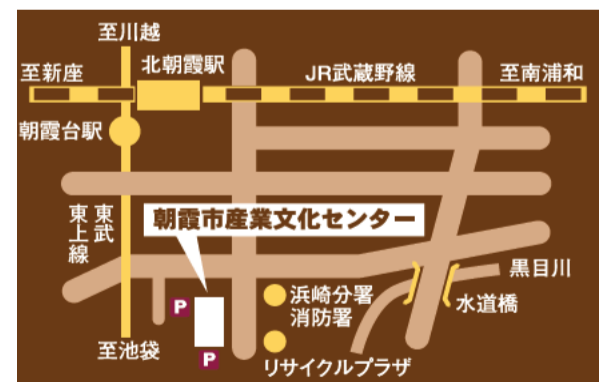 至川越
至新座
北朝霞駅
JR武蔵野線
至南浦和
朝霞台駅
東武
東上線
朝霞市産業文化センター
黒目川
水道橋
P
浜崎分署
消防署
P
至池袋
リサイクルプラザ